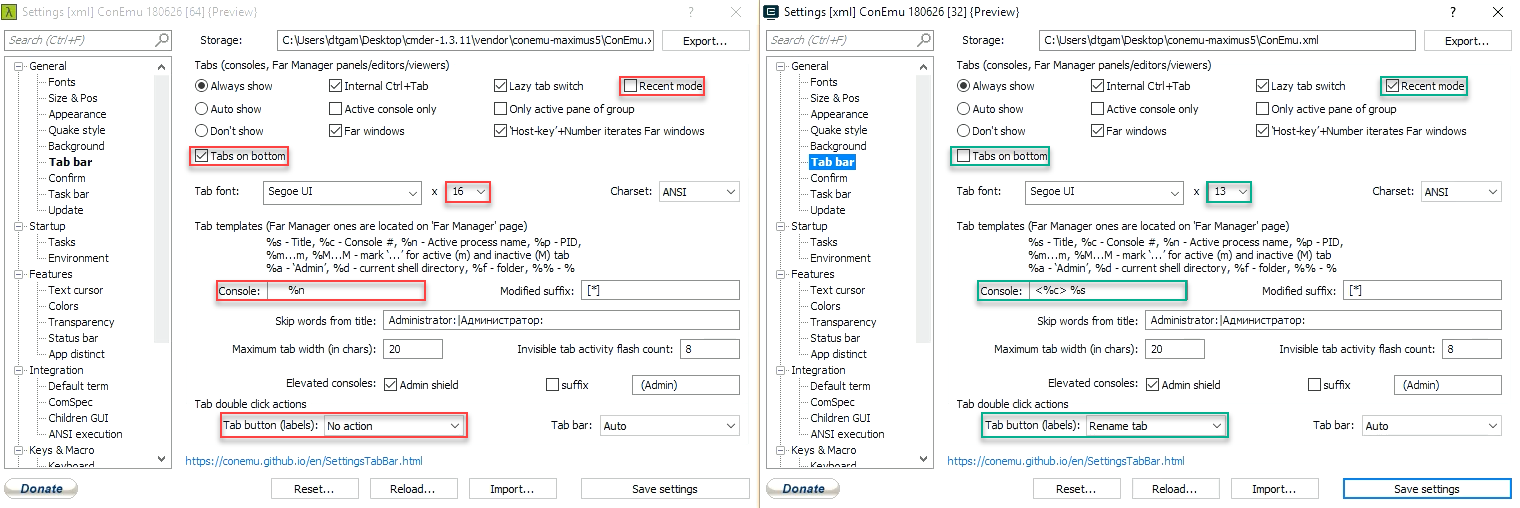 Settings [xml] ConEmu 180626 [64] {Preview}
Search (Ctrl+F)
Storage: C:\Users\dtgam\Desktop\cmder-1.3.11\vendor\conemu-maximus5\ConEmu.x Export...
General
Fonts
Size & Pos
Appearance
Quake style
Background
Tab bar
Confirm
Task bar
Update
Startup
Tasks
Environment
Features
Text cursor
Colors
Transparency
Status bar
App distinct
Integration
Default term
ComSpec
Children GUI
ANSI execution
Keys & Macro
Keyboard
Tabs (consoles, Far Manager panels/editors/viewers)
Always show Internal Ctrl+Tab Lazy tab switch Recent mode
Auto show Active console only Only active pane of group
Don't show Far windows 'Host-key'+Number iterates Far windows
Tabs on bottom
Tab font: Segoe UI x 16 Charset: ANSI
Tab templates (Far Manager ones are located on 'Far Manager' page)
%s - Title, %c - Console #, %n - Active process name, %p - PID,
%m...m, %M...M - mark '...' for active (m) and inactive (M) tab
%a - 'Admin', %d - current shell directory, %f - folder, %% - %
Console: %n Modified suffix: [*]
Skip words from title: Administrator:|Администратор:
Maximum tab width (in chars): 20 Invisible tab activity flash count: 8
Elevated consoles: Admin shield suffix (Admin)
Tab double click actions
Tab button (labels): No action Tab bar: Auto
https://conemu.github.io/en/SettingsTabBar.html
Donate Reset... Reload... Import... Save settings
Settings [xml] ConEmu 180626 [32] {Preview}
Search (Ctrl+F)
Storage: C:\Users\dtgam\Desktop\conemu-maximus5\ConEmu.xml Export...
General
Fonts
Size & Pos
Appearance
Quake style
Background
Tab bar
Confirm
Task bar
Update
Startup
Tasks
Environment
Features
Text cursor
Colors
Transparency
Status bar
App distinct
Integration
Default term
ComSpec
Children GUI
ANSI execution
Keys & Macro
Keyboard
Tabs (consoles, Far Manager panels/editors/viewers)
Always show Internal Ctrl+Tab Lazy tab switch Recent mode
Auto show Active console only Only active pane of group
Don't show Far windows 'Host-key'+Number iterates Far windows
Tabs on bottom
Tab font: Segoe UI x 13 Charset: ANSI
Tab templates (Far Manager ones are located on 'Far Manager' page)
%s - Title, %c - Console #, %n - Active process name, %p - PID,
%m...m, %M...M - mark '...' for active (m) and inactive (M) tab
%a - 'Admin', %d - current shell directory, %f - folder, %% - %
Console: <%c> %s Modified suffix: [*]
Skip words from title: Administrator:|Администратор:
Maximum tab width (in chars): 20 Invisible tab activity flash count: 8
Elevated consoles: Admin shield suffix (Admin)
Tab double click actions
Tab button (labels): Rename tab Tab bar: Auto
https://conemu.github.io/en/SettingsTabBar.html
Donate Reset... Reload... Import... Save settings